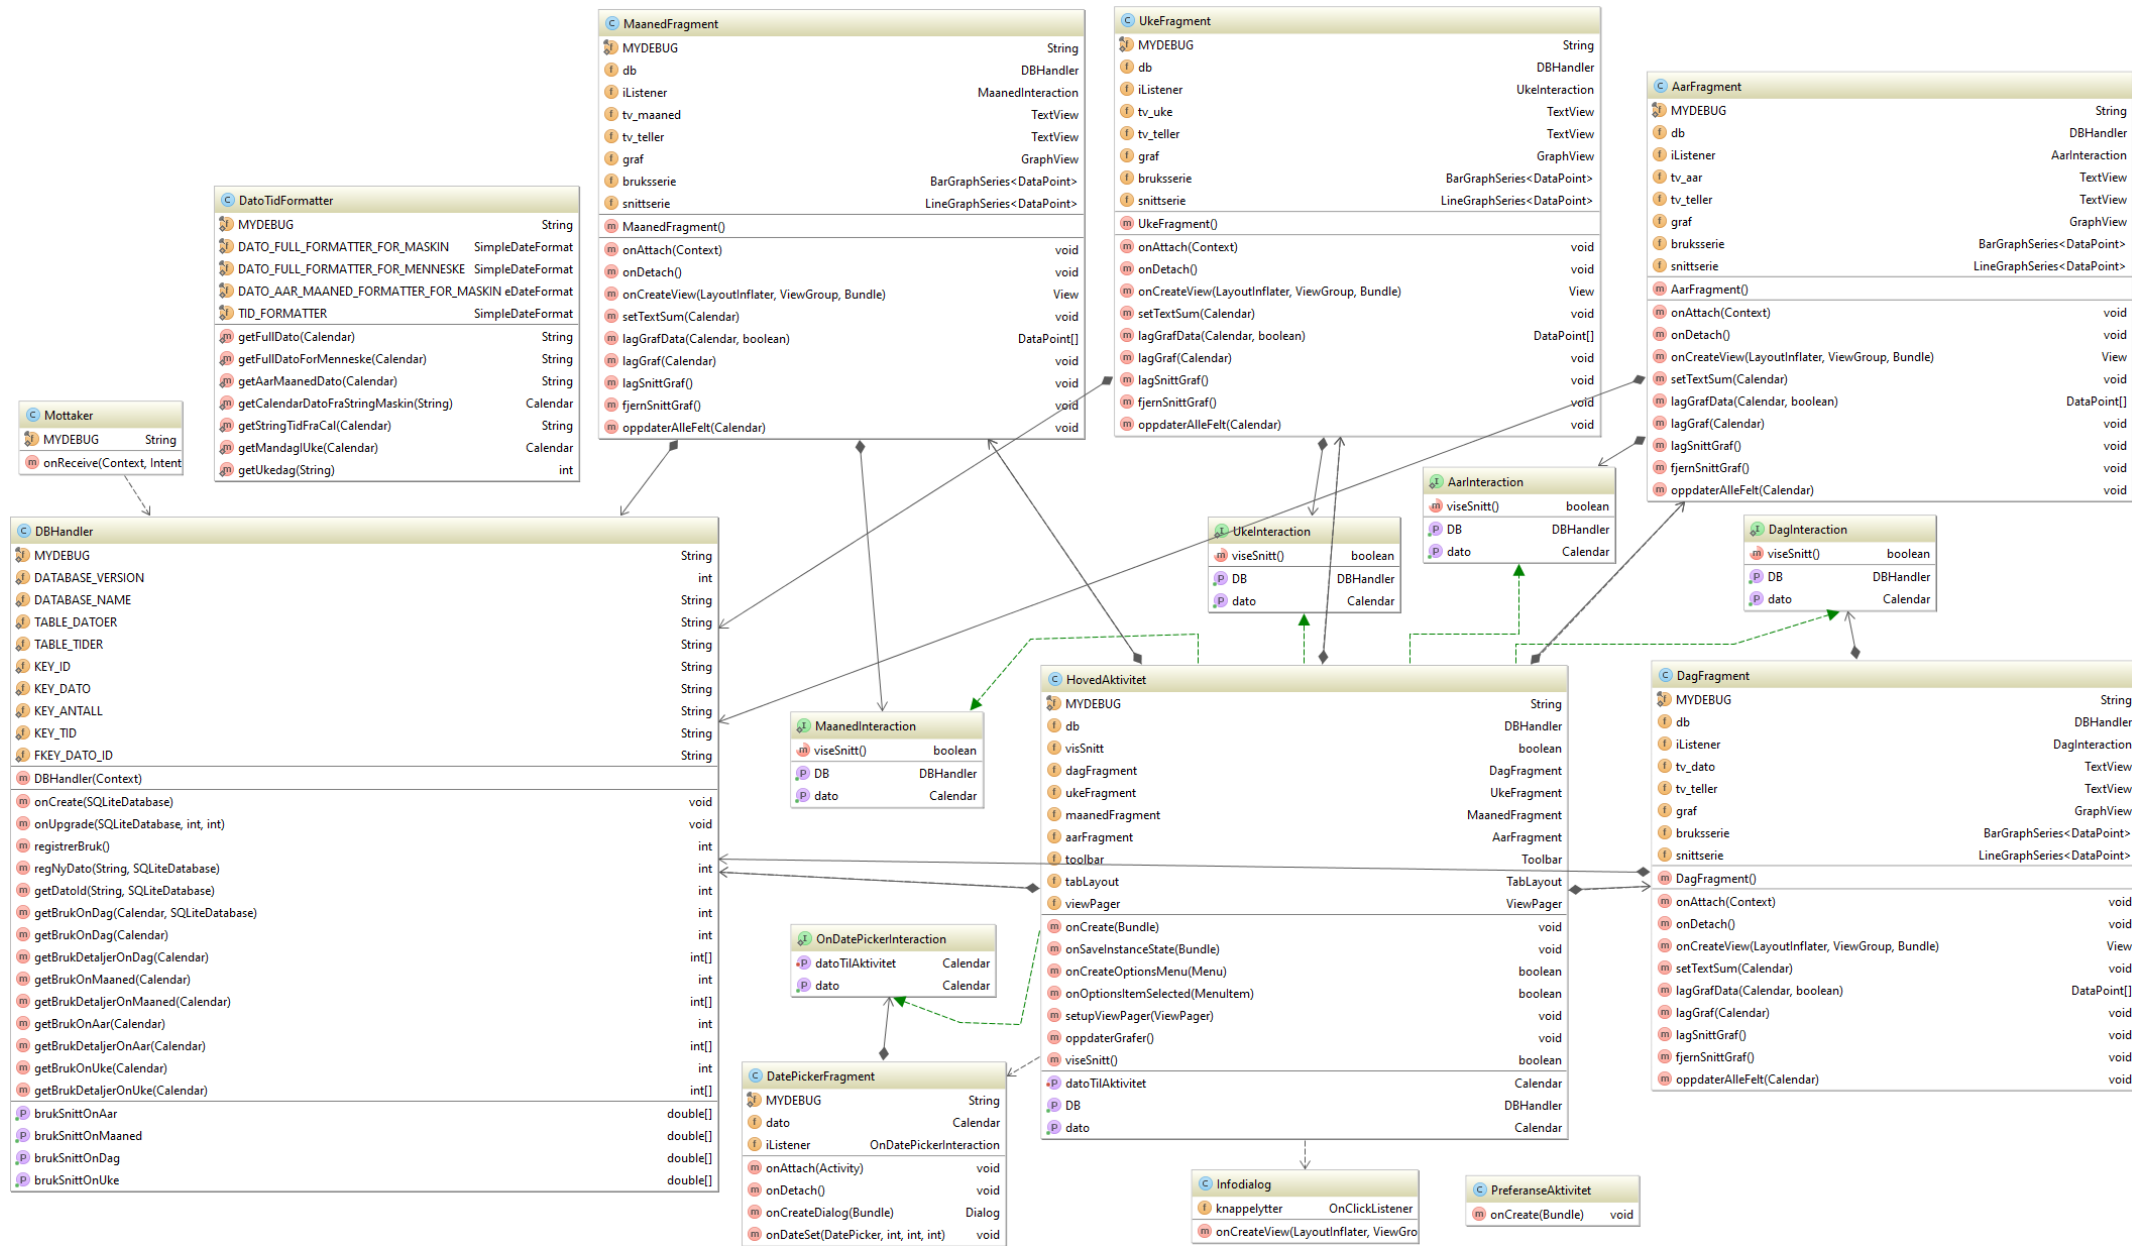 MaanedFragment
MYDEBUG String
db DBHandler
iListener MaanedInteraction
tv_maaned TextView
tv_teller TextView
graf GraphView
bruksserie BarGraphSeries<DataPoint>
snittserie LineGraphSeries<DataPoint>
MaanedFragment()
onAttach(Context) void
onDetach() void
onCreateView(LayoutInflater, ViewGroup, Bundle) View
setTextSum(Calendar) void
lagGrafData(Calendar, boolean) DataPoint[]
lagGraf(Calendar) void
lagSnittGraf() void
fjernSnittGraf() void
oppdaterAlleFelt(Calendar) void
UkeFragment
MYDEBUG String
db DBHandler
iListener UkeInteraction
tv_uke TextView
tv_teller TextView
graf GraphView
bruksserie BarGraphSeries<DataPoint>
snittserie LineGraphSeries<DataPoint>
UkeFragment()
onAttach(Context) void
onDetach() void
onCreateView(LayoutInflater, ViewGroup, Bundle) View
setTextSum(Calendar) void
lagGrafData(Calendar, boolean) DataPoint[]
lagGraf(Calendar) void
lagSnittGraf() void
fjernSnittGraf() void
oppdaterAlleFelt(Calendar) void
AarFragment
MYDEBUG String
db DBHandler
iListener AarInteraction
tv_aar TextView
tv_teller TextView
graf GraphView
bruksserie BarGraphSeries<DataPoint>
snittserie LineGraphSeries<DataPoint>
AarFragment()
onAttach(Context) void
onDetach() void
onCreateView(LayoutInflater, ViewGroup, Bundle) View
setTextSum(Calendar) void
lagGrafData(Calendar, boolean) DataPoint[]
lagGraf(Calendar) void
lagSnittGraf() void
fjernSnittGraf() void
oppdaterAlleFelt(Calendar) void
DatoTidFormatter
MYDEBUG String
DATO_FULL_FORMATTER_FOR_MASKIN SimpleDateFormat
DATO_FULL_FORMATTER_FOR_MENNESKE SimpleDateFormat
DATO_AAR_MAANED_FORMATTER_FOR_MASKIN eDateFormat
TID_FORMATTER SimpleDateFormat
getFullDato(Calendar) String
getFullDatoForMenneske(Calendar) String
getAarMaanedDato(Calendar) String
getCalendarDatoFraStringMaskin(String) Calendar
getStringTidFraCal(Calendar) String
getMandagIUke(Calendar) Calendar
getUkedag(String) int
Mottaker
MYDEBUG String
onReceive(Context, Intent
DBHandler
MYDEBUG String
DATABASE_VERSION int
DATABASE_NAME String
TABLE_DATOER String
TABLE_TIDER String
KEY_ID String
KEY_DATO String
KEY_ANTALL String
KEY_TID String
FKEY_DATO_ID String
DBHandler(Context)
onCreate(SQLiteDatabase) void
onUpgrade(SQLiteDatabase, int, int) void
registrerBruk() int
regNyDato(String, SQLiteDatabase) int
getDatoId(String, SQLiteDatabase) int
getBrukOnDag(Calendar, SQLiteDatabase) int
getBrukOnDag(Calendar) int
getBrukDetaljerOnDag(Calendar) int[]
getBrukOnMaaned(Calendar) int
getBrukDetaljerOnMaaned(Calendar) int[]
getBrukOnAar(Calendar) int
getBrukDetaljerOnAar(Calendar) int[]
getBrukOnUke(Calendar) int
getBrukDetaljerOnUke(Calendar) int[]
brukSnittOnAar double[]
brukSnittOnMaaned double[]
brukSnittOnDag double[]
brukSnittOnUke double[]
AarInteraction
viseSnitt() boolean
DB DBHandler
dato Calendar
UkeInteraction
viseSnitt() boolean
DB DBHandler
dato Calendar
DagInteraction
viseSnitt() boolean
DB DBHandler
dato Calendar
MaanedInteraction
viseSnitt() boolean
DB DBHandler
dato Calendar
HovedAktivitet
MYDEBUG String
db DBHandler
visSnitt boolean
dagFragment DagFragment
ukeFragment UkeFragment
maanedFragment MaanedFragment
aarFragment AarFragment
toolbar Toolbar
tabLayout TabLayout
viewPager ViewPager
onCreate(Bundle) void
onSaveInstanceState(Bundle) void
onCreateOptionsMenu(Menu) boolean
onOptionsItemSelected(MenuItem) boolean
setupViewPager(ViewPager) void
oppdaterGrafer() void
viseSnitt() boolean
datoTilAktivitet Calendar
DB DBHandler
dato Calendar
DagFragment
MYDEBUG String
db DBHandler
iListener DagInteraction
tv_dato TextView
tv_teller TextView
graf GraphView
bruksserie BarGraphSeries<DataPoint>
snittserie LineGraphSeries<DataPoint>
DagFragment()
onAttach(Context) void
onDetach() void
onCreateView(LayoutInflater, ViewGroup, Bundle) View
setTextSum(Calendar) void
lagGrafData(Calendar, boolean) DataPoint[]
lagGraf(Calendar) void
lagSnittGraf() void
fjernSnittGraf() void
oppdaterAlleFelt(Calendar) void
OnDatePickerInteraction
datoTilAktivitet Calendar
dato Calendar
DatePickerFragment
MYDEBUG String
dato Calendar
iListener OnDatePickerInteraction
onAttach(Activity) void
onDetach() void
onCreateDialog(Bundle) Dialog
onDateSet(DatePicker, int, int, int) void
Infodialog
knappelytter OnClickListener
onCreateView(LayoutInflater, ViewGro
PreferanseAktivitet
onCreate(Bundle) void